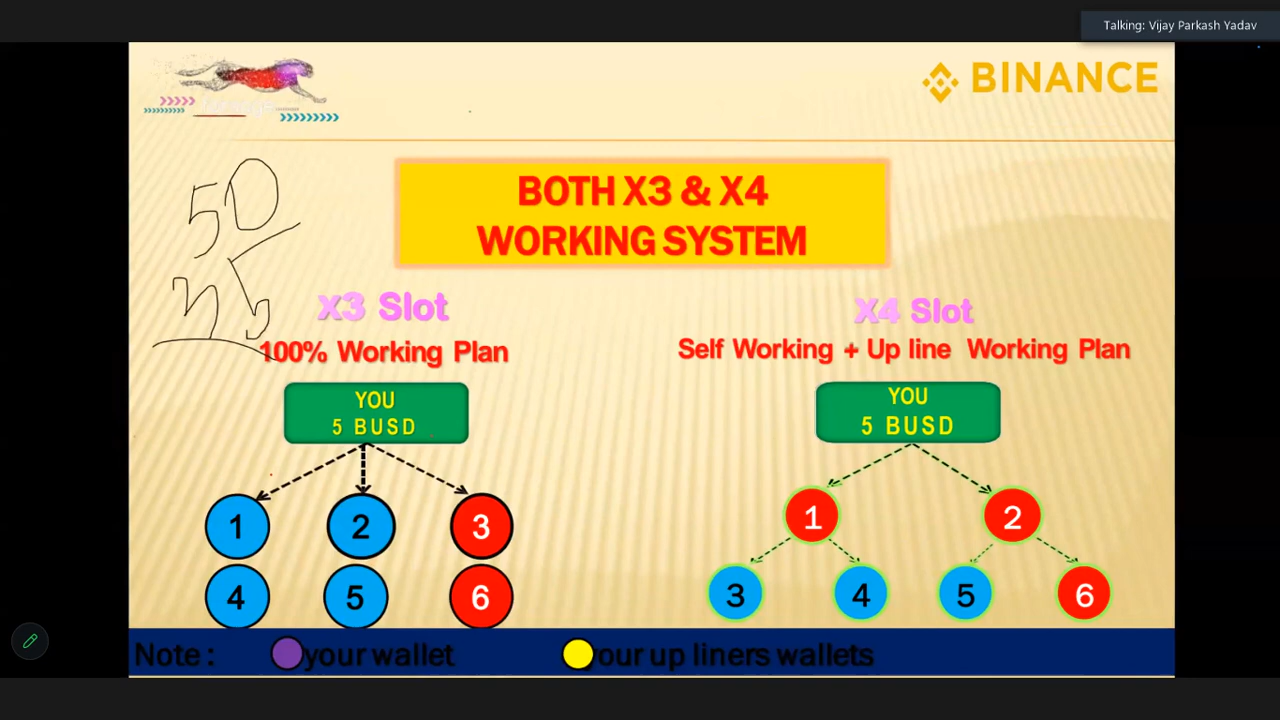 Talking: Vijay Parkash Yadav
BINANCE
50
BOTH X3 & X4
WORKING SYSTEM
X3 Slot
100% Working Plan
YOU
5 BUSD
1
2
3
4
5
6
X4 Slot
Self Working + Up line Working Plan
YOU
5 BUSD
1
2
3
4
5
6
Note :
your wallet
our up liners wallets